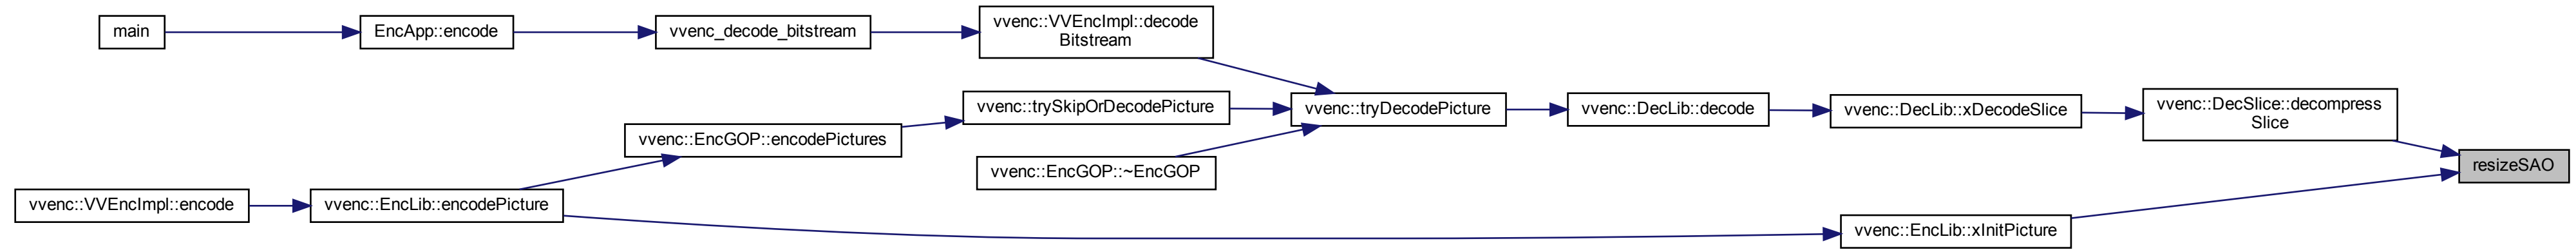 main
EncApp::encode
vvenc_decode_bitstream
vvenc::VVEncImpl::decode
Bitstream
vvenc::trySkipOrDecodePicture
vvenc::tryDecodePicture
vvenc::DecLib::decode
vvenc::DecLib::xDecodeSlice
vvenc::DecSlice::decompress
Slice
vvenc::EncGOP::encodePictures
vvenc::EncGOP::~EncGOP
resizeSAO
vvenc::VVEncImpl::encode
vvenc::EncLib::encodePicture
vvenc::EncLib::xInitPicture